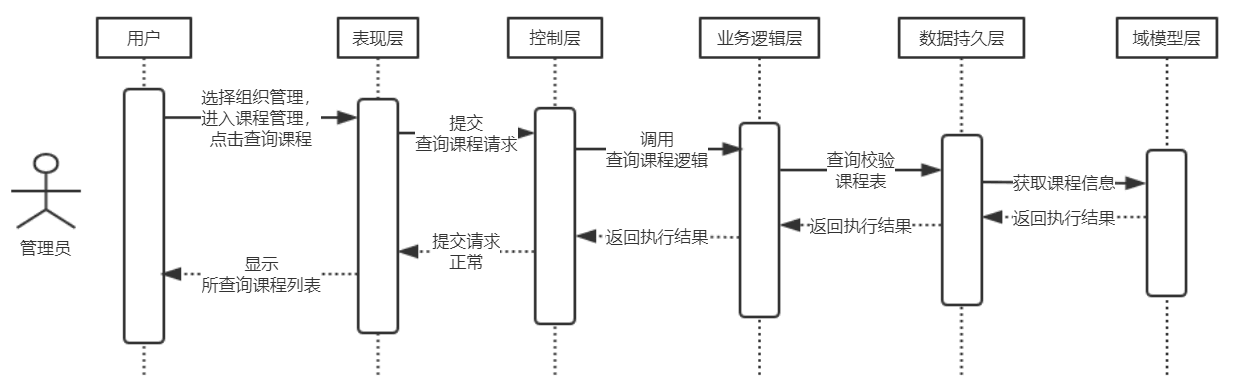 用户
表现层
控制层
业务逻辑层
数据持久层
域模型层
选择组织管理，
进入课程管理，
点击查询课程
提交
查询课程请求
调用
查询课程逻辑
查询校验
课程表
获取课程信息
返回执行结果
返回执行结果
返回执行结果
提交请求
正常
显示
所查询课程列表
管理员